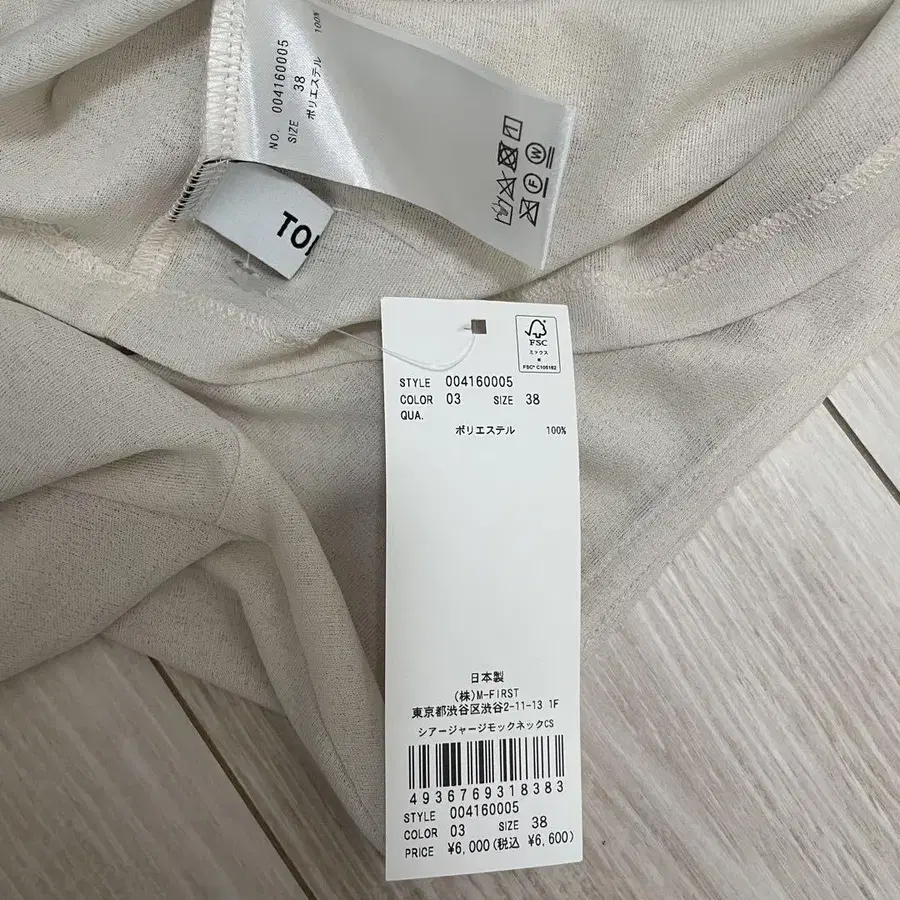 NO. 004160005
SIZE 38
ポリエステル 100%
W
F
TO
FSC
ミックス
FSC® C105162
STYLE 004160005
COLOR 03 SIZE 38
QUA.
ポリエステル 100%
日本製
(株)M-FIRST
東京都渋谷区渋谷2-11-13 1F
シアージャージモックネックCS
4936769318383
STYLE 004160005
COLOR 03 SIZE 38
PRICE ¥6,000(税込 ¥6,600)